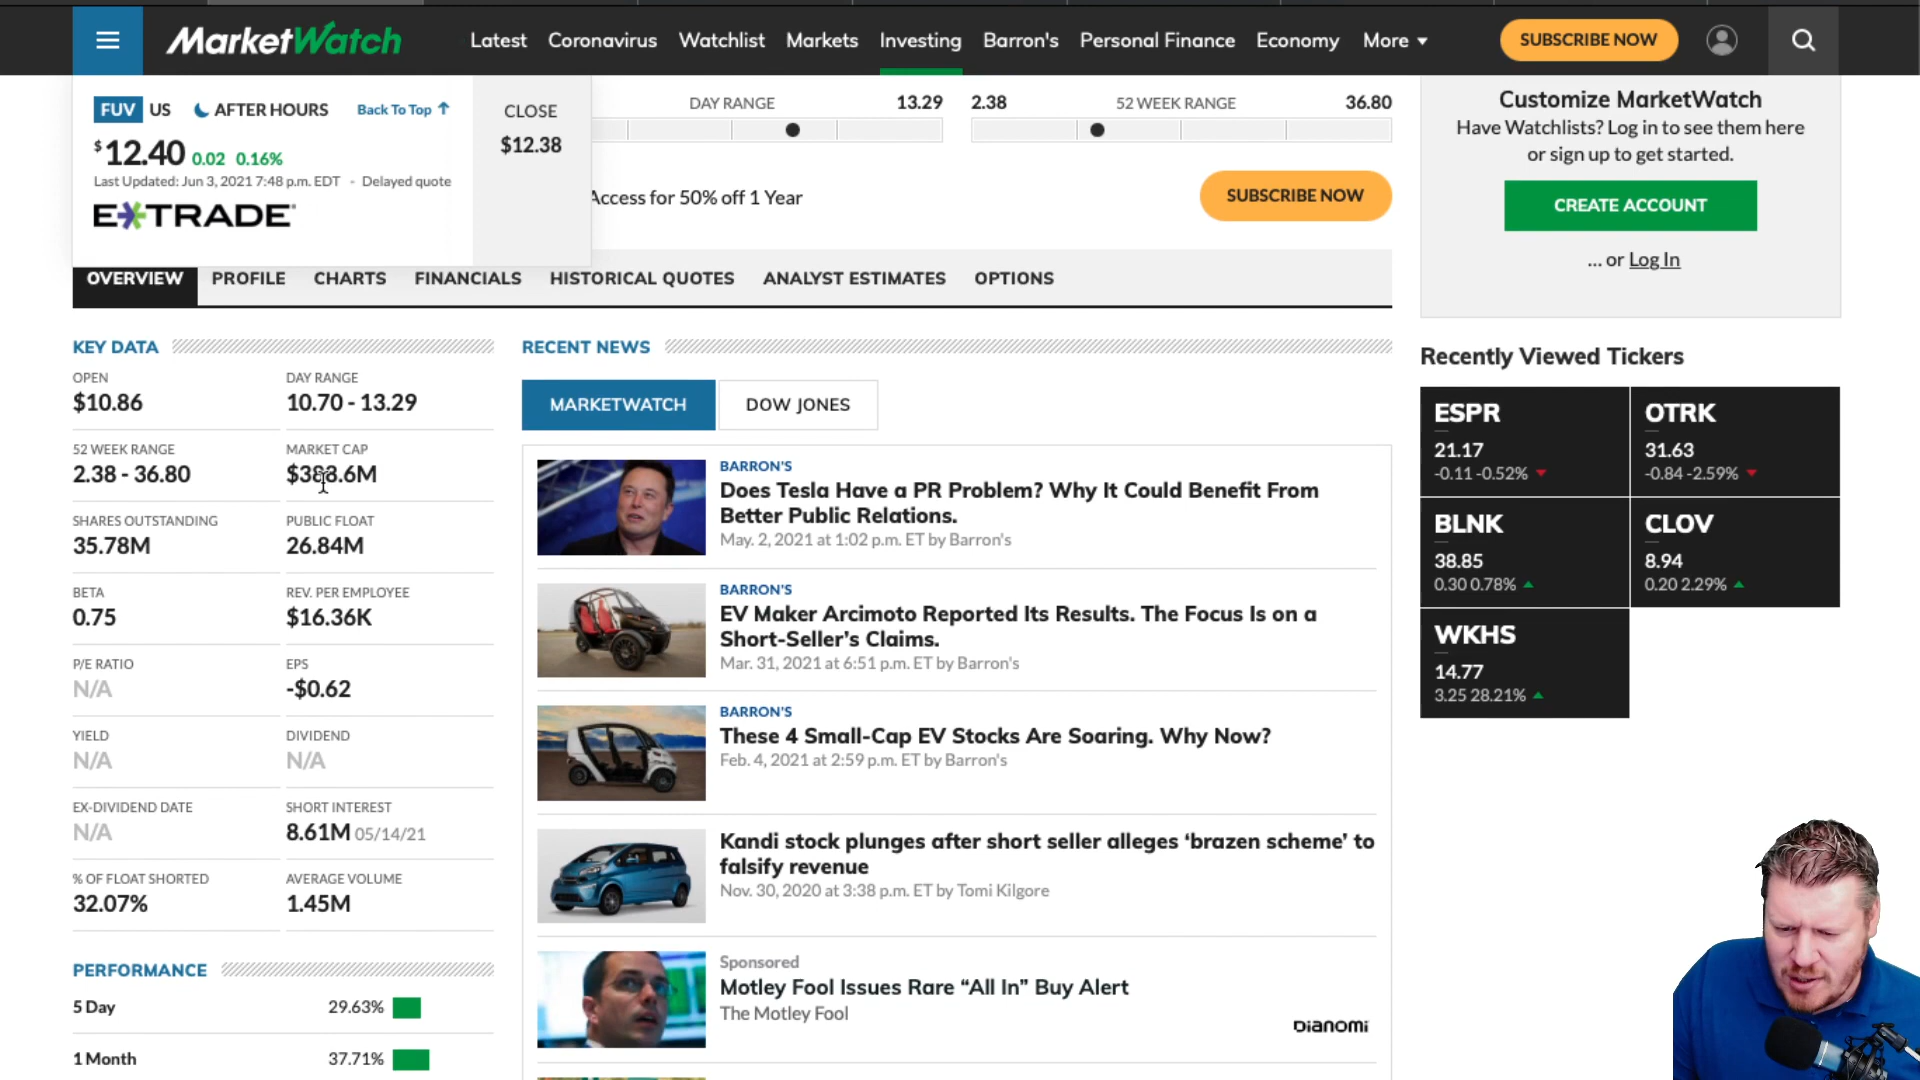 MarketWatch
Latest Coronavirus Watchlist Markets Investing Barron's Personal Finance Economy More
SUBSCRIBE NOW
FUV US AFTER HOURS Back To Top
$12.40 0.02 0.16%
Last Updated: Jun 3, 2021 7:48 p.m. EDT - Delayed quote
E*TRADE
CLOSE
$12.38
DAY RANGE 13.29
2.38 52 WEEK RANGE 36.80
Access for 50% off 1 Year
SUBSCRIBE NOW
Customize MarketWatch
Have Watchlists? Log in to see them here
or sign up to get started.
CREATE ACCOUNT
... or Log In
OVERVIEW PROFILE CHARTS FINANCIALS HISTORICAL QUOTES ANALYST ESTIMATES OPTIONS
KEY DATA
OPEN
$10.86
DAY RANGE
10.70 - 13.29
52 WEEK RANGE
2.38 - 36.80
MARKET CAP
SHARES OUTSTANDING
35.78M
PUBLIC FLOAT
26.84M
BETA
0.75
REV. PER EMPLOYEE
$16.36K
P/E RATIO
N/A
EPS
-$0.62
YIELD
N/A
DIVIDEND
N/A
EX-DIVIDEND DATE
N/A
SHORT INTEREST
8.61M 05/14/21
% OF FLOAT SHORTED
32.07%
AVERAGE VOLUME
1.45M
PERFORMANCE
5 Day 29.63%
1 Month 37.71%
RECENT NEWS
MARKETWATCH
DOW JONES
BARRON'S
Does Tesla Have a PR Problem? Why It Could Benefit From
Better Public Relations.
May. 2, 2021 at 1:02 p.m. ET by Barron's
BARRON'S
EV Maker Arcimoto Reported Its Results. The Focus Is on a
Short-Seller’s Claims.
Mar. 31, 2021 at 6:51 p.m. ET by Barron's
BARRON'S
These 4 Small-Cap EV Stocks Are Soaring. Why Now?
Feb. 4, 2021 at 2:59 p.m. ET by Barron's
Kandi stock plunges after short seller alleges ‘brazen scheme’ to
falsify revenue
Nov. 30, 2020 at 3:38 p.m. ET by Tomi Kilgore
Sponsored
Motley Fool Issues Rare “All In” Buy Alert
The Motley Fool
DIANOMI
Recently Viewed Tickers
ESPR
21.17
-0.11 -0.52%
OTRK
31.63
-0.84 -2.59%
BLNK
38.85
0.30 0.78%
CLOV
8.94
0.20 2.29%
WKHS
14.77
3.25 28.21%